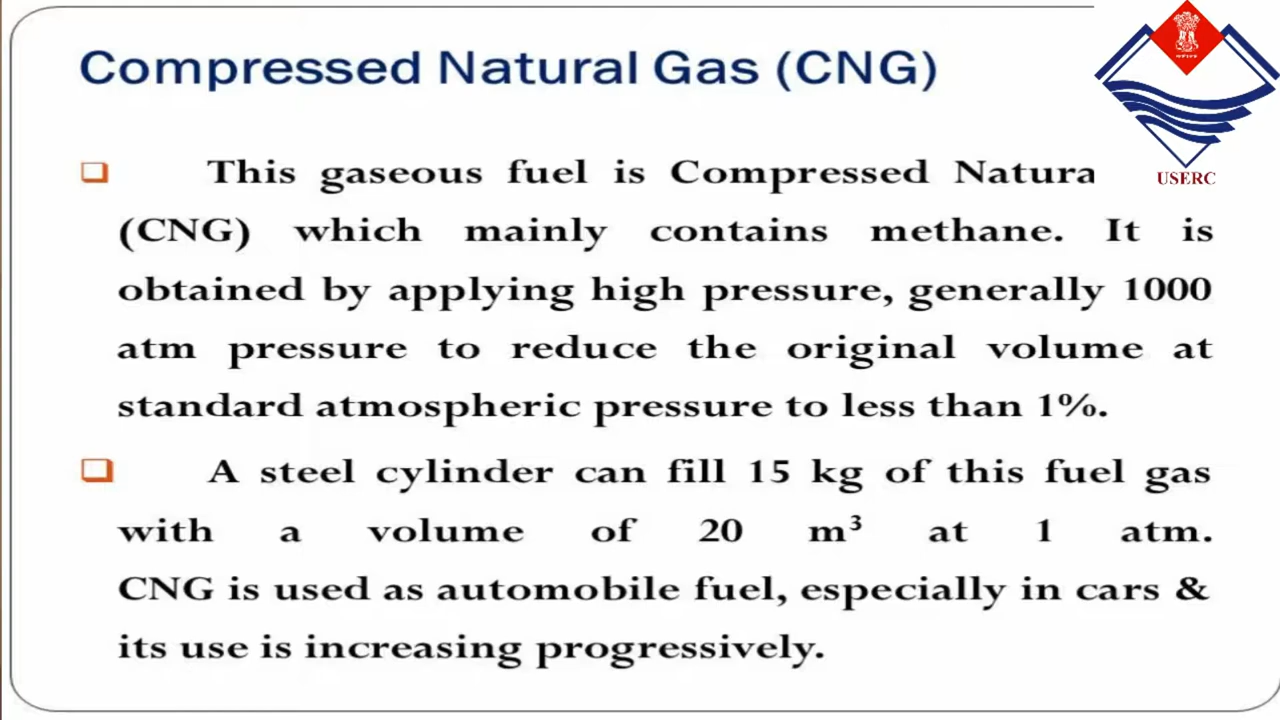 Compressed Natural Gas (CNG)
USERC
This gaseous fuel is Compressed Natura
(CNG) which mainly contains methane. It is
obtained by applying high pressure, generally 1000
atm pressure to reduce the original volume at
standard atmospheric pressure to less than 1%.
A steel cylinder can fill 15 kg of this fuel gas
with a volume of 20 m³ at 1 atm.
CNG is used as automobile fuel, especially in cars &
its use is increasing progressively.